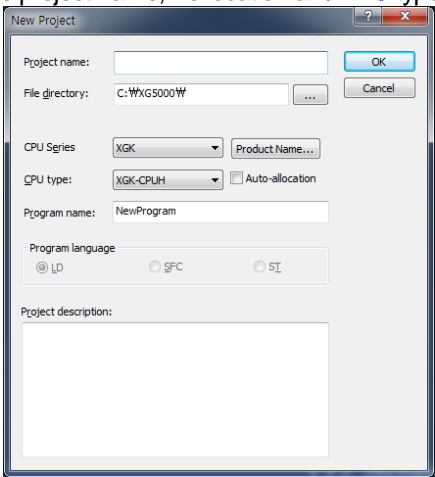 New Project
Project name:
OK
File directory:
C:₩XG5000₩
...
Cancel
CPU Series
XGK
Product Name...
CPU type:
XGK-CPUH
Auto-allocation
Program name:
NewProgram
Program language
LD
SFC
ST
Project description: